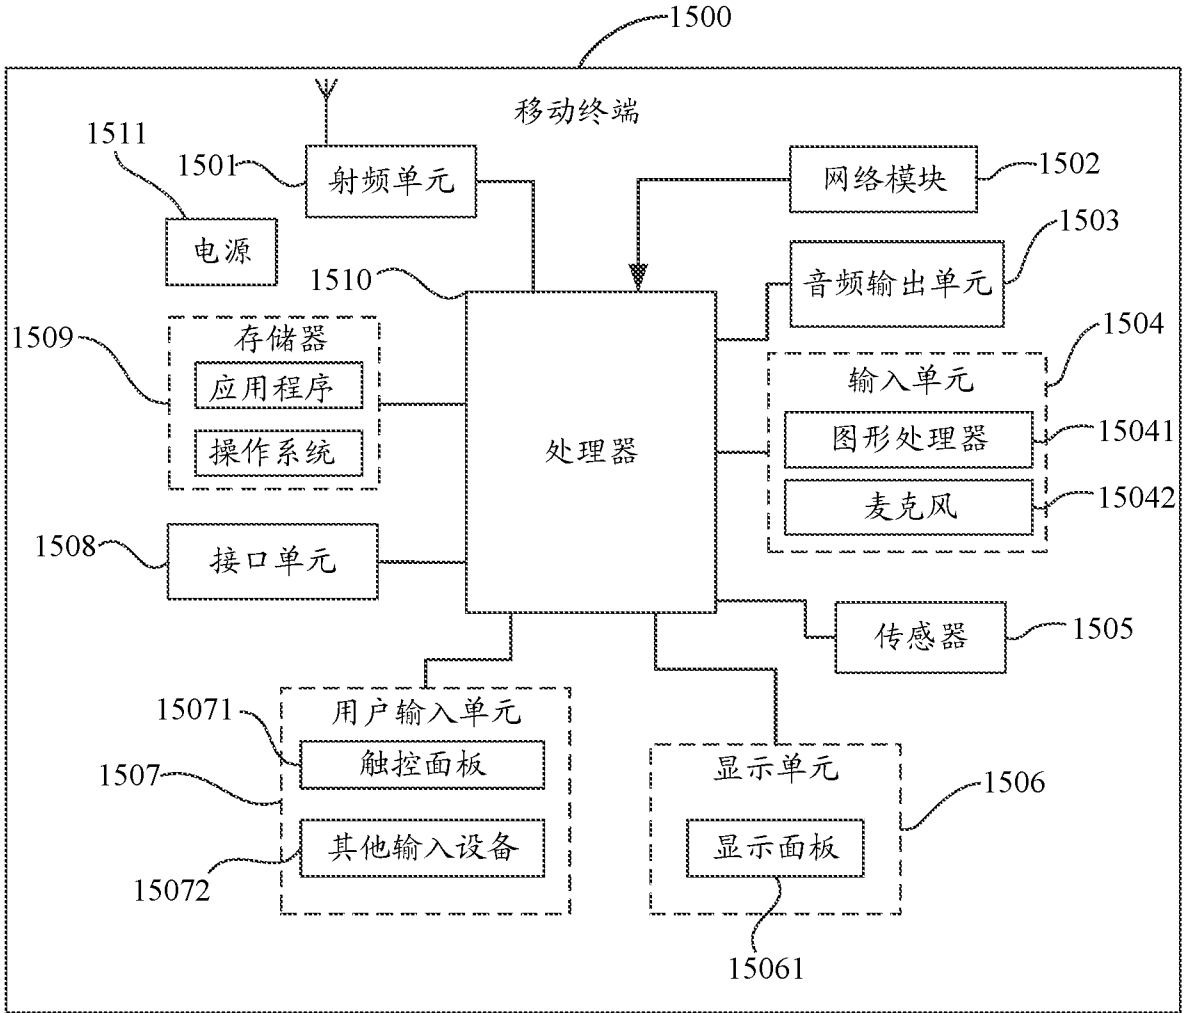 1500
移动终端
1511
1501
射频单元
网络模块
1502
电源
1503
音频输出单元
1510
1509
存储器
应用程序
操作系统
处理器
1504
输入单元
图形处理器
15041
麦克风
15042
1508
接口单元
传感器
1505
15071
用户输入单元
触控面板
1507
其他输入设备
15072
显示单元
1506
显示面板
15061